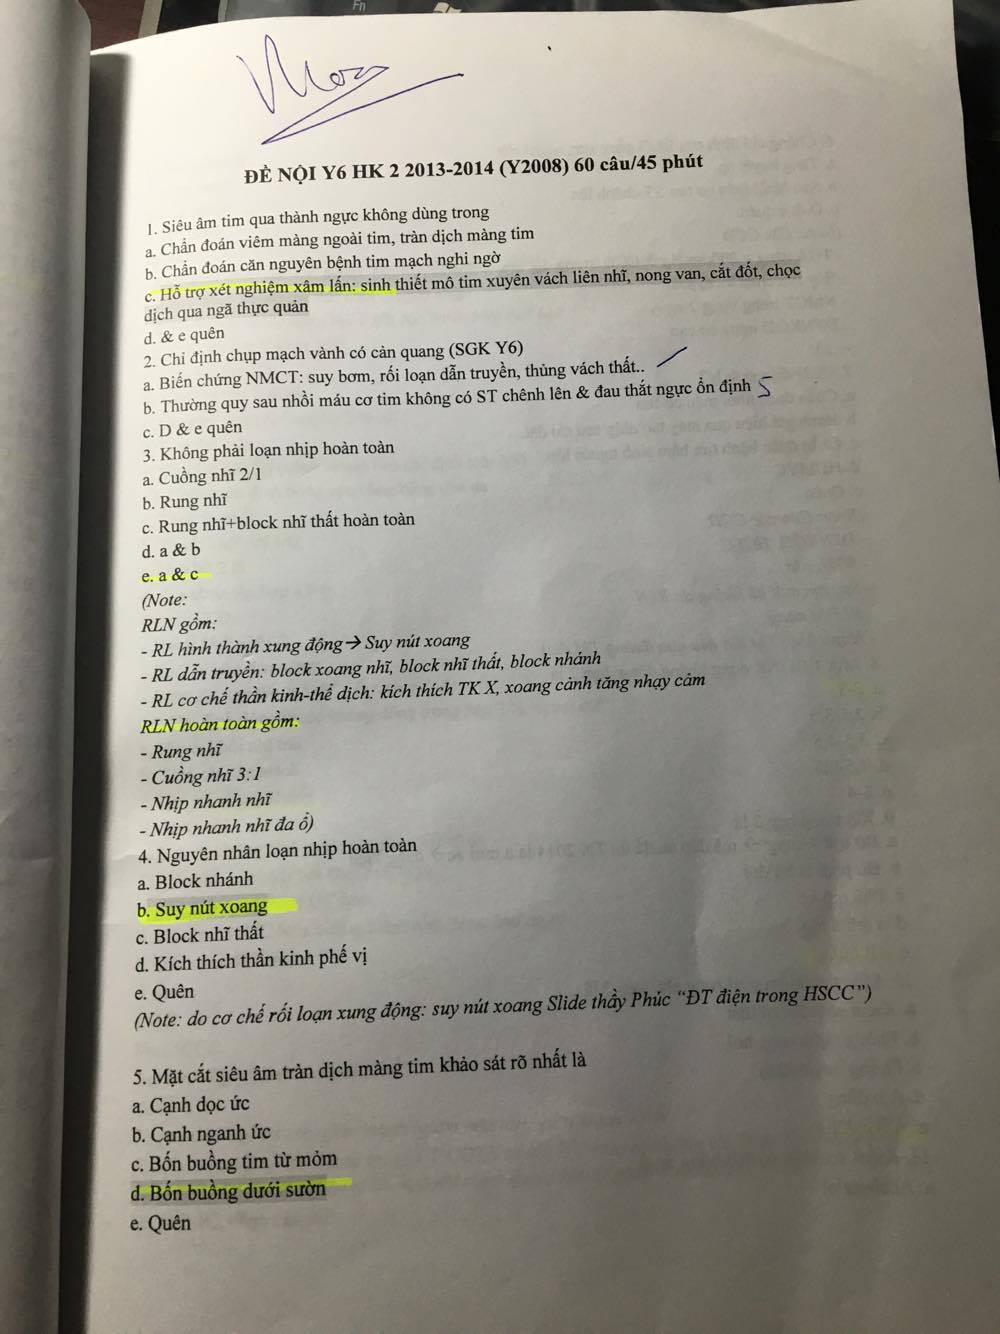 Fn
ĐỀ NỘI Y6 HK 2 2013-2014 (Y2008) 60 câu/45 phút
1. Siêu âm tim qua thành ngực không dùng trong
a. Chẩn đoán viêm màng ngoài tim, tràn dịch màng tim
b. Chẩn đoán căn nguyên bệnh tim mạch nghi ngờ
c. Hỗ trợ xét nghiệm xâm lấn: sinh thiết mô tim xuyên vách liên nhĩ, nong van, cắt đốt, chọc
dịch qua ngã thực quản
d. & e quên
2. Chỉ định chụp mạch vành có cản quang (SGK Y6)
a. Biến chứng NMCT: suy bơm, rối loạn dẫn truyền, thủng vách thất..
b. Thường quy sau nhồi máu cơ tim không có ST chênh lên & đau thắt ngực ổn định
c. D & e quên
3. Không phải loạn nhịp hoàn toàn
a. Cuồng nhĩ 2/1
b. Rung nhĩ
c. Rung nhĩ+block nhĩ thất hoàn toàn
d. a & b
e. a & c
(Note:
RLN gồm:
- RL hình thành xung động→ Suy nút xoang
- RL dẫn truyền: block xoang nhĩ, block nhĩ thất, block nhánh
- RL cơ chế thần kinh-thể dịch: kích thích TK X, xoang cảnh tăng nhạy cảm
RLN hoàn toàn gồm:
- Rung nhĩ
- Cuồng nhĩ 3:1
- Nhịp nhanh nhĩ
- Nhịp nhanh nhĩ đa ổ)
4. Nguyên nhân loạn nhịp hoàn toàn
a. Block nhánh
b. Suy nút xoang
c. Block nhĩ thất
d. Kích thích thần kinh phế vị
e. Quên
(Note: do cơ chế rối loạn xung động: suy nút xoang Slide thầy Phúc “ĐT điện trong HSCC”)
5. Mặt cắt siêu âm tràn dịch màng tim khảo sát rõ nhất là
a. Cạnh dọc ức
b. Cạnh nganh ức
c. Bốn buồng tim từ mỏm
d. Bốn buồng dưới sườn
e. Quên